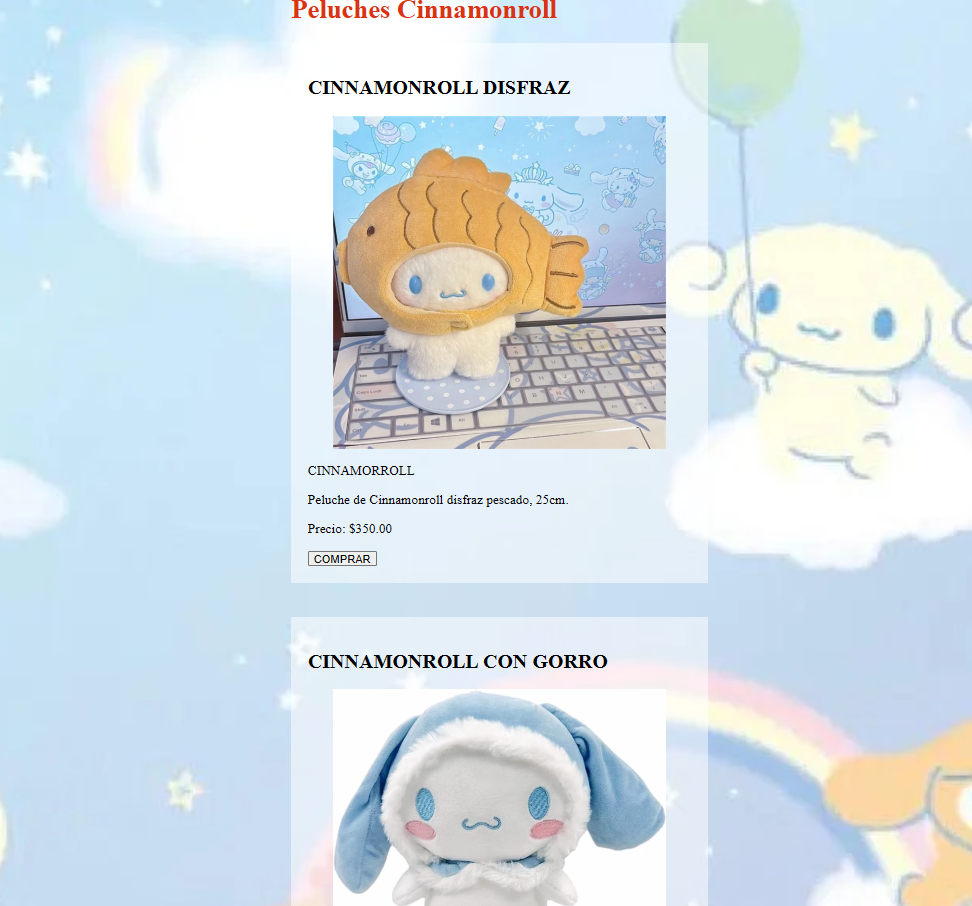 Peluches Cinnamonroll
CINNAMONROLL DISFRAZ
CINNAMORROLL
Peluche de Cinnamonroll disfraz pescado, 25cm.
Precio: $350.00
COMPRAR
CINNAMONROLL CON GORRO